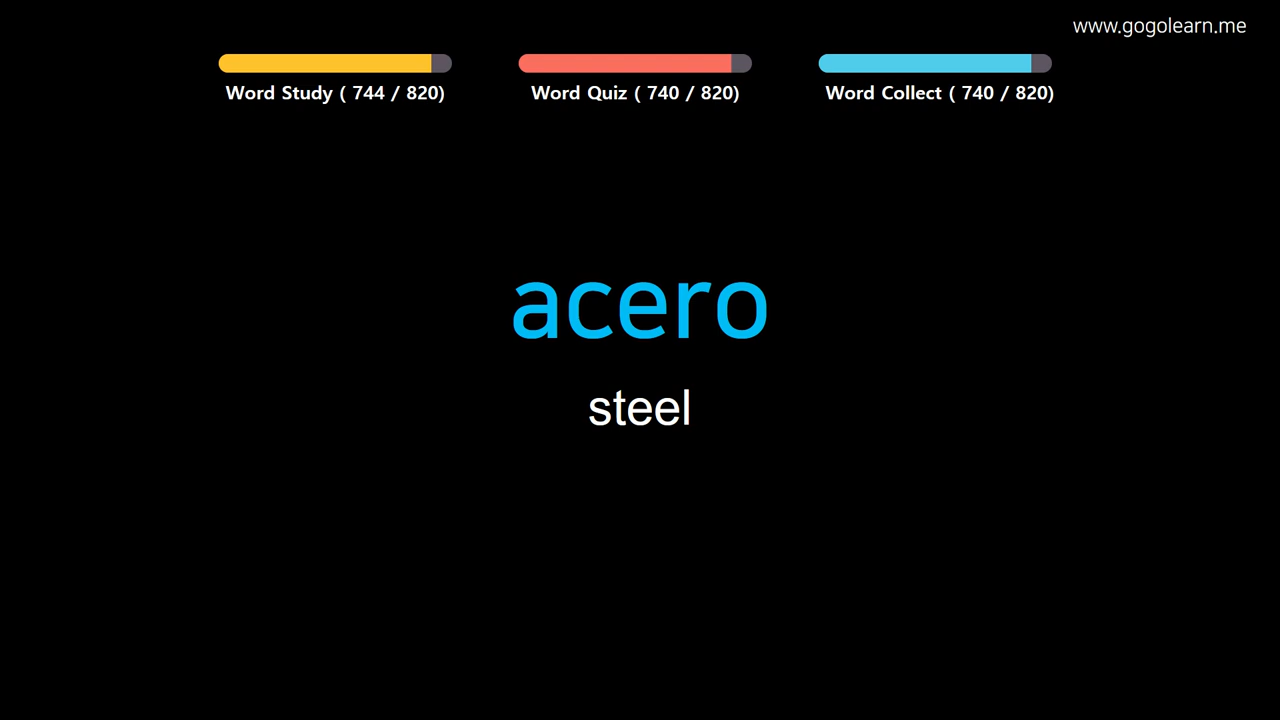 www.gogolearn.me
Word Study ( 744 / 820)
Word Quiz ( 740 / 820)
Word Collect ( 740 / 820)
acero
steel